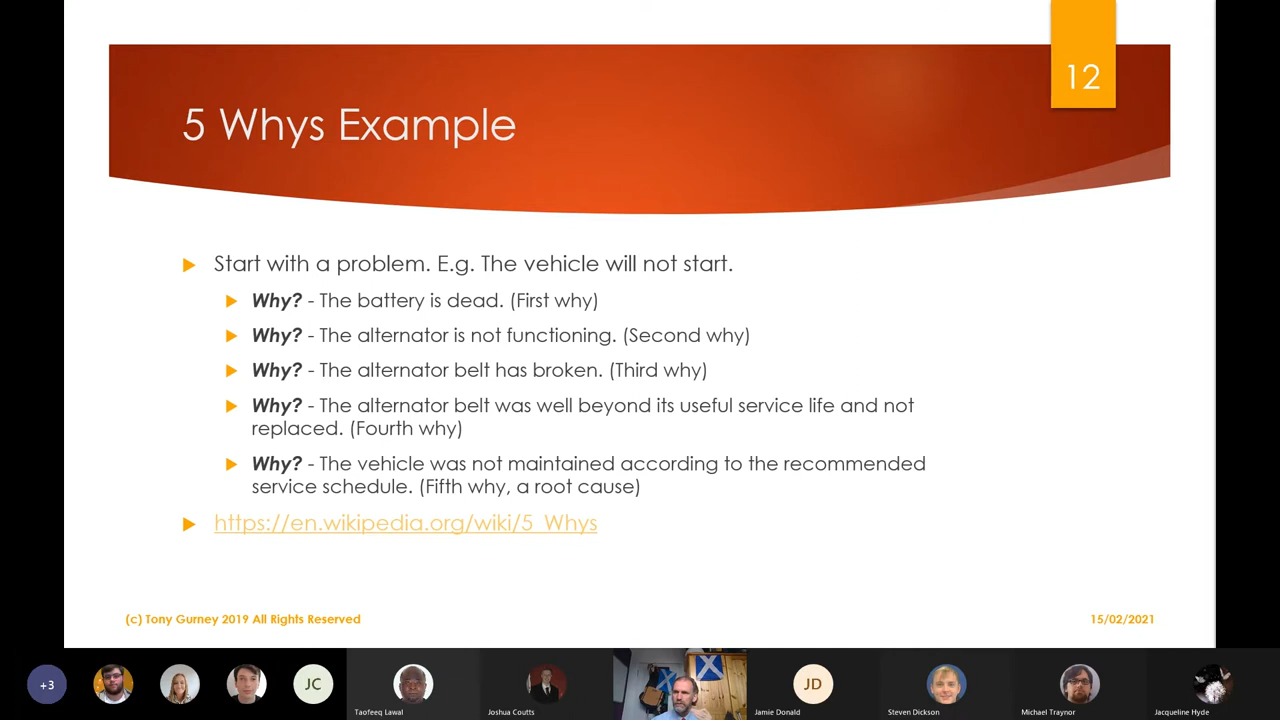 12
5 Whys Example
Start with a problem. E.g. The vehicle will not start.
Why? - The battery is dead. (First why)
Why? - The alternator is not functioning. (Second why)
Why? - The alternator belt has broken. (Third why)
Why? - The alternator belt was well beyond its useful service life and not
replaced. (Fourth why)
Why? - The vehicle was not maintained according to the recommended
service schedule. (Fifth why, a root cause)
https://en.wikipedia.org/wiki/5_Whys
(c) Tony Gurney 2019 All Rights Reserved
15/02/2021
+3
JC
JD
Taofeeq Lawal
Joshua Coutts
Jamie Donald
Steven Dickson
Michael Traynor
Jacqueline Hyde